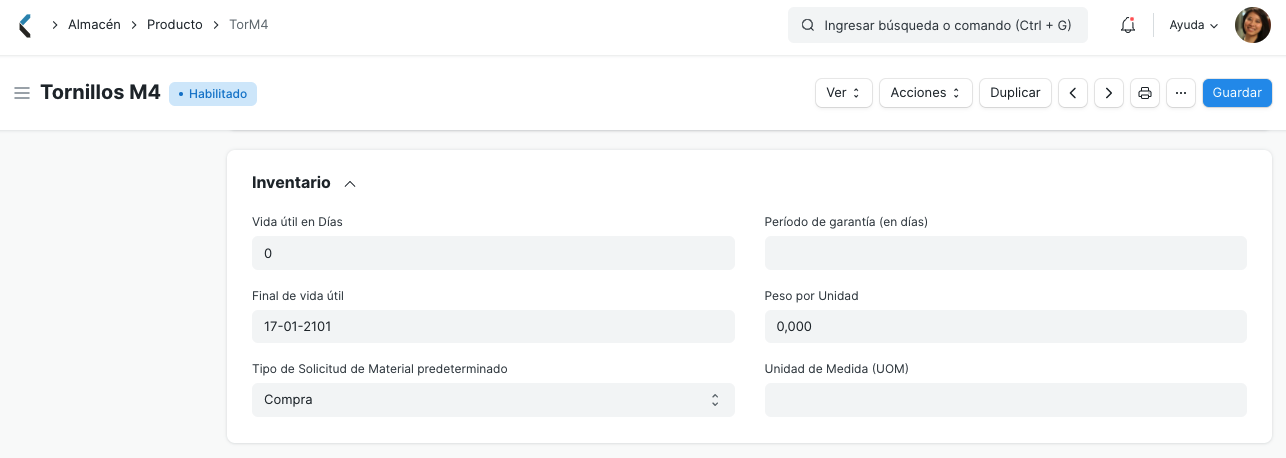 Almacén
Producto
TorM4
Ingresar búsqueda o comando (Ctrl + G)
Ayuda
Tornillos M4
Habilitado
Ver
Acciones
Duplicar
Guardar
Inventario
Vida útil en Días
Período de garantía (en días)
0
Final de vida útil
Peso por Unidad
17-01-2101
0,000
Tipo de Solicitud de Material predeterminado
Unidad de Medida (UOM)
Compra